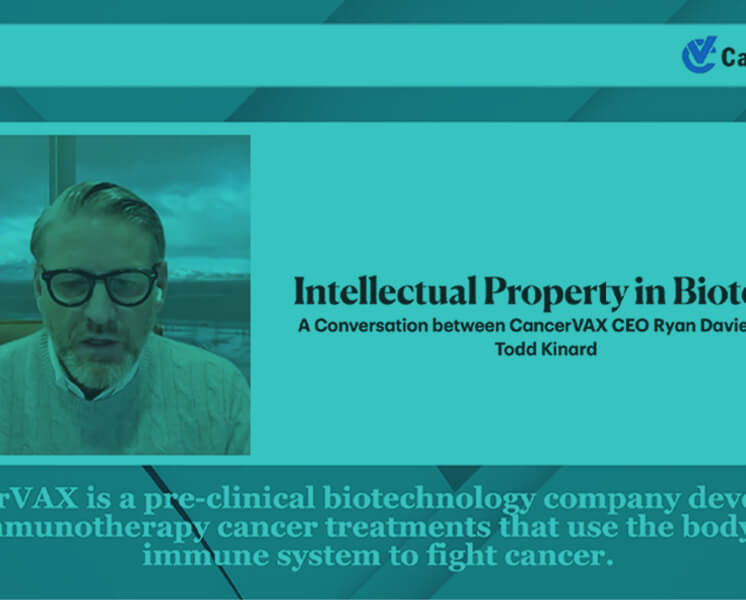 Ca
Intellectual Property in Biote
A Conversation between CancerVAX CEO Ryan Davie
Todd Kinard
rVAX is a pre-clinical biotechnology company deve
munotherapy cancer treatments that use the body
immune system to fight cancer.